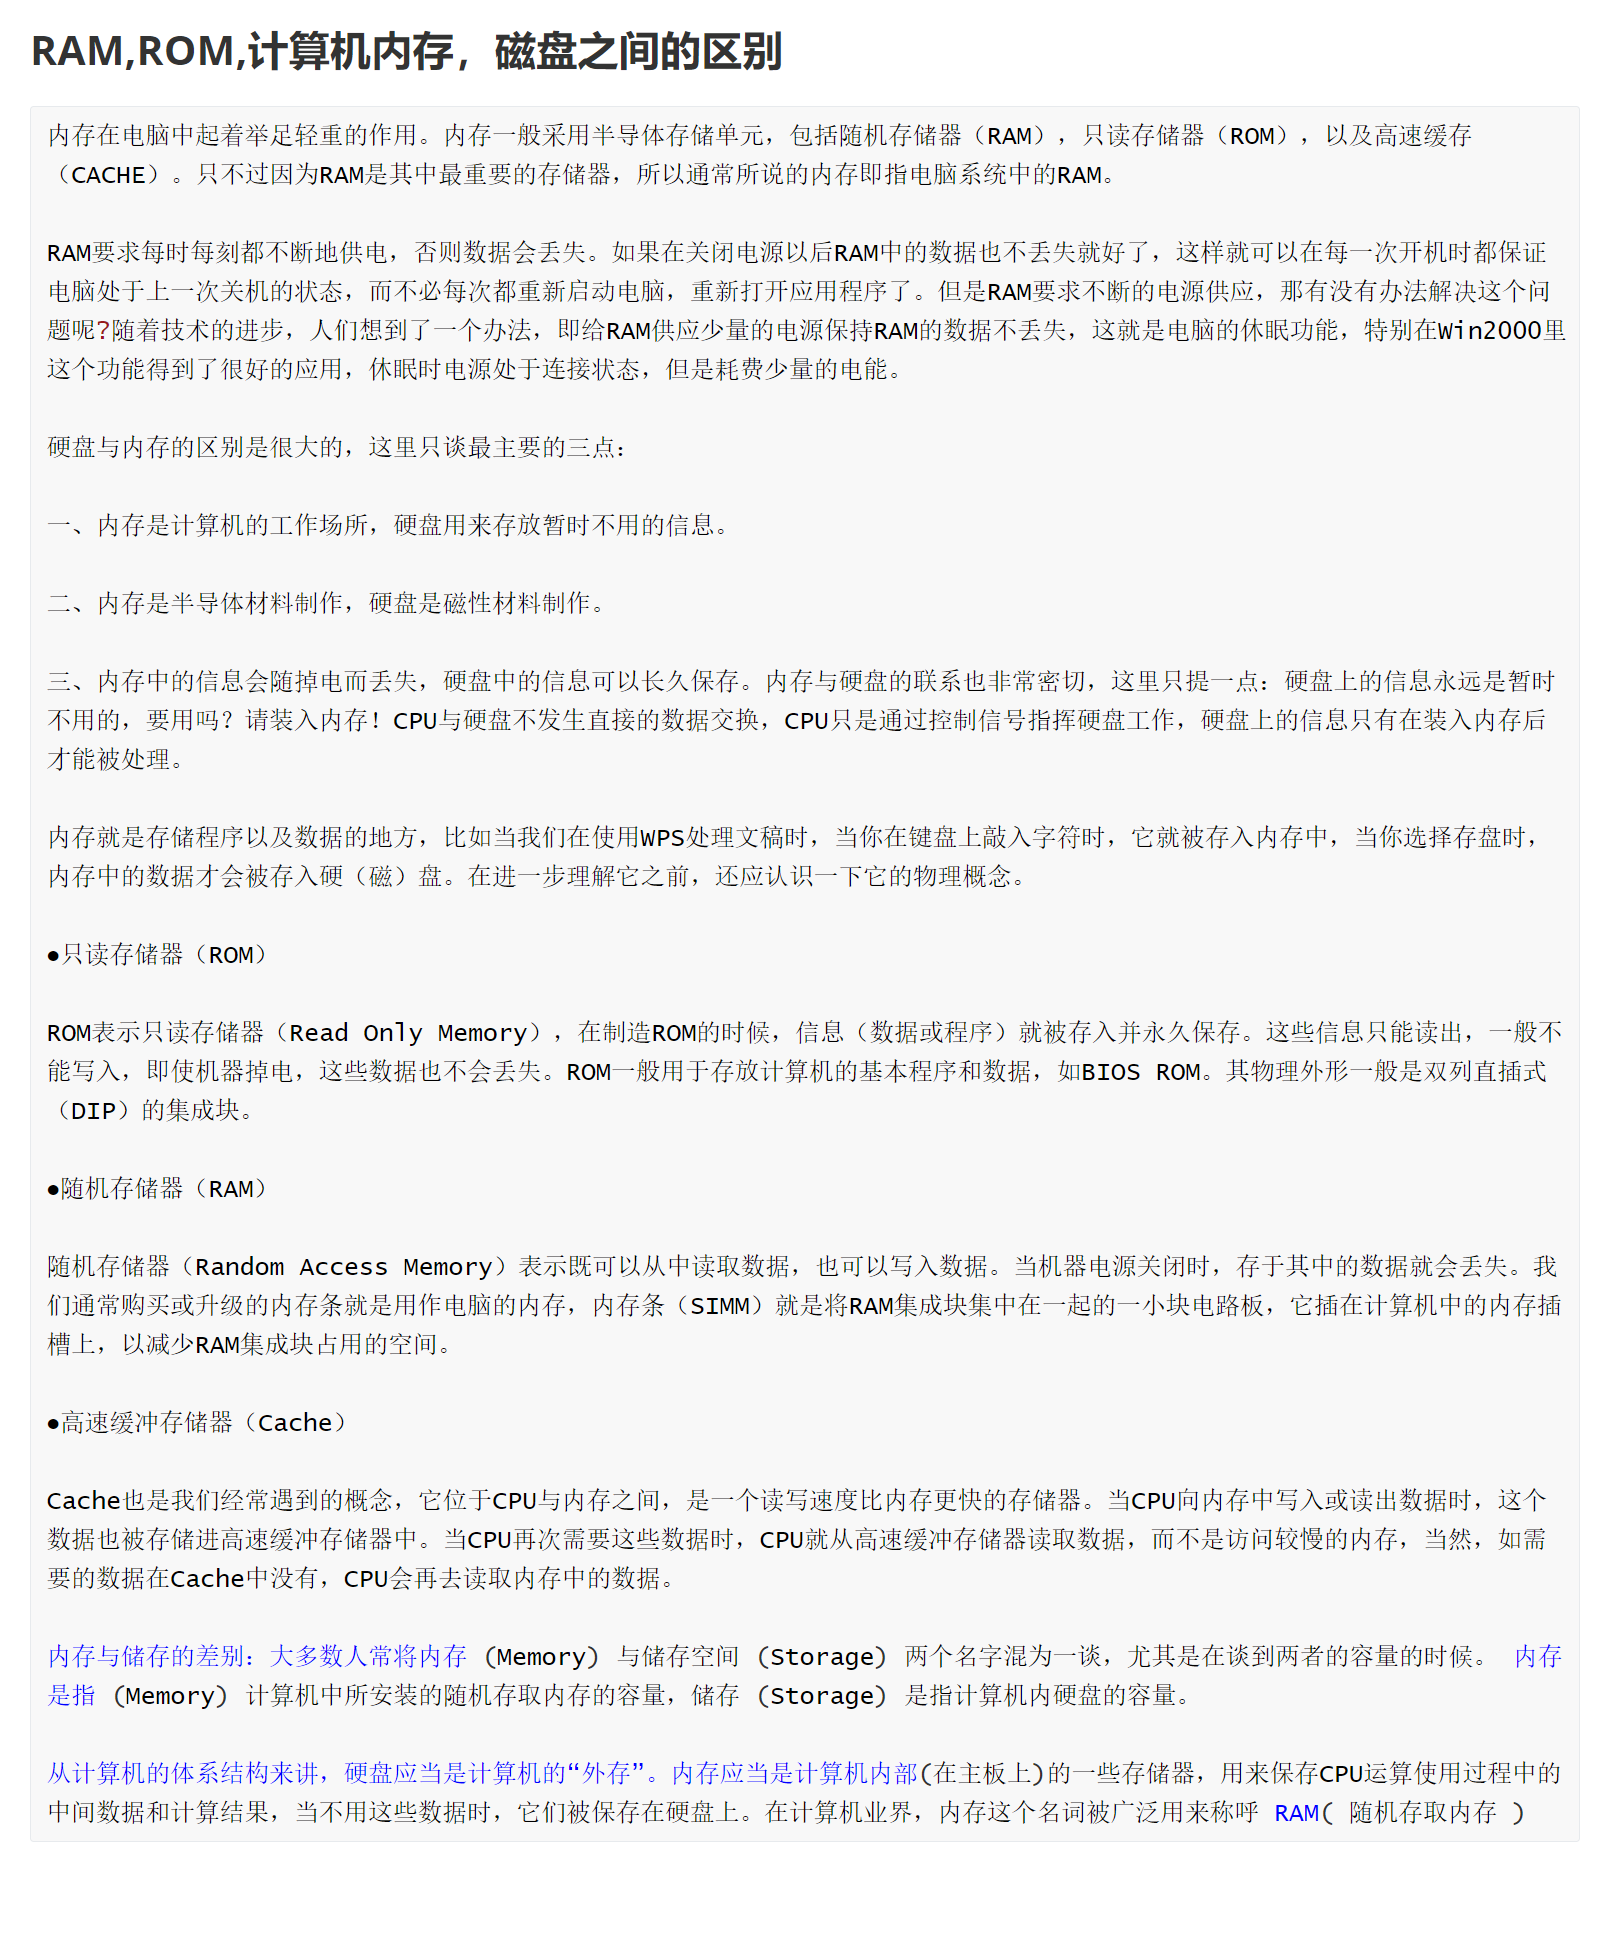 RAM,ROM,计算机内存，磁盘之间的区别
内存在电脑中起着举足轻重的作用。内存一般采用半导体存储单元，包括随机存储器（RAM），只读存储器（ROM），以及高速缓存
（CACHE）。只不过因为RAM是其中最重要的存储器，所以通常所说的内存即指电脑系统中的RAM。
RAM要求每时每刻都不断地供电，否则数据会丢失。如果在关闭电源以后RAM中的数据也不丢失就好了，这样就可以在每一次开机时都保证
电脑处于上一次关机的状态，而不必每次都重新启动电脑，重新打开应用程序了。但是RAM要求不断的电源供应，那有没有办法解决这个问
题呢?随着技术的进步，人们想到了一个办法，即给RAM供应少量的电源保持RAM的数据不丢失，这就是电脑的休眠功能，特别在Win2000里
这个功能得到了很好的应用，休眠时电源处于连接状态，但是耗费少量的电能。
硬盘与内存的区别是很大的，这里只谈最主要的三点：
一、内存是计算机的工作场所，硬盘用来存放暂时不用的信息。
二、内存是半导体材料制作，硬盘是磁性材料制作。
三、内存中的信息会随掉电而丢失，硬盘中的信息可以长久保存。内存与硬盘的联系也非常密切，这里只提一点：硬盘上的信息永远是暂时
不用的，要用吗？请装入内存！CPU与硬盘不发生直接的数据交换，CPU只是通过控制信号指挥硬盘工作，硬盘上的信息只有在装入内存后
才能被处理。
内存就是存储程序以及数据的地方，比如当我们在使用WPS处理文稿时，当你在键盘上敲入字符时，它就被存入内存中，当你选择存盘时，
内存中的数据才会被存入硬（磁）盘。在进一步理解它之前，还应认识一下它的物理概念。
●只读存储器（ROM）
ROM表示只读存储器（Read Only Memory），在制造ROM的时候，信息（数据或程序）就被存入并永久保存。这些信息只能读出，一般不
能写入，即使机器掉电，这些数据也不会丢失。ROM一般用于存放计算机的基本程序和数据，如BIOS ROM。其物理外形一般是双列直插式
（DIP）的集成块。
●随机存储器（RAM）
随机存储器（Random Access Memory）表示既可以从中读取数据，也可以写入数据。当机器电源关闭时，存于其中的数据就会丢失。我
们通常购买或升级的内存条就是用作电脑的内存，内存条（SIMM）就是将RAM集成块集中在一起的一小块电路板，它插在计算机中的内存插
槽上，以减少RAM集成块占用的空间。
●高速缓冲存储器（Cache）
Cache也是我们经常遇到的概念，它位于CPU与内存之间，是一个读写速度比内存更快的存储器。当CPU向内存中写入或读出数据时，这个
数据也被存储进高速缓冲存储器中。当CPU再次需要这些数据时，CPU就从高速缓冲存储器读取数据，而不是访问较慢的内存，当然，如需
要的数据在Cache中没有，CPU会再去读取内存中的数据。
内存与储存的差别：大多数人常将内存 (Memory) 与储存空间 (Storage) 两个名字混为一谈，尤其是在谈到两者的容量的时候。 内存
是指 (Memory) 计算机中所安装的随机存取内存的容量，储存 (Storage) 是指计算机内硬盘的容量。
从计算机的体系结构来讲，硬盘应当是计算机的“外存”。内存应当是计算机内部(在主板上)的一些存储器，用来保存CPU运算使用过程中的
中间数据和计算结果，当不用这些数据时，它们被保存在硬盘上。在计算机业界，内存这个名词被广泛用来称呼 RAM( 随机存取内存 )